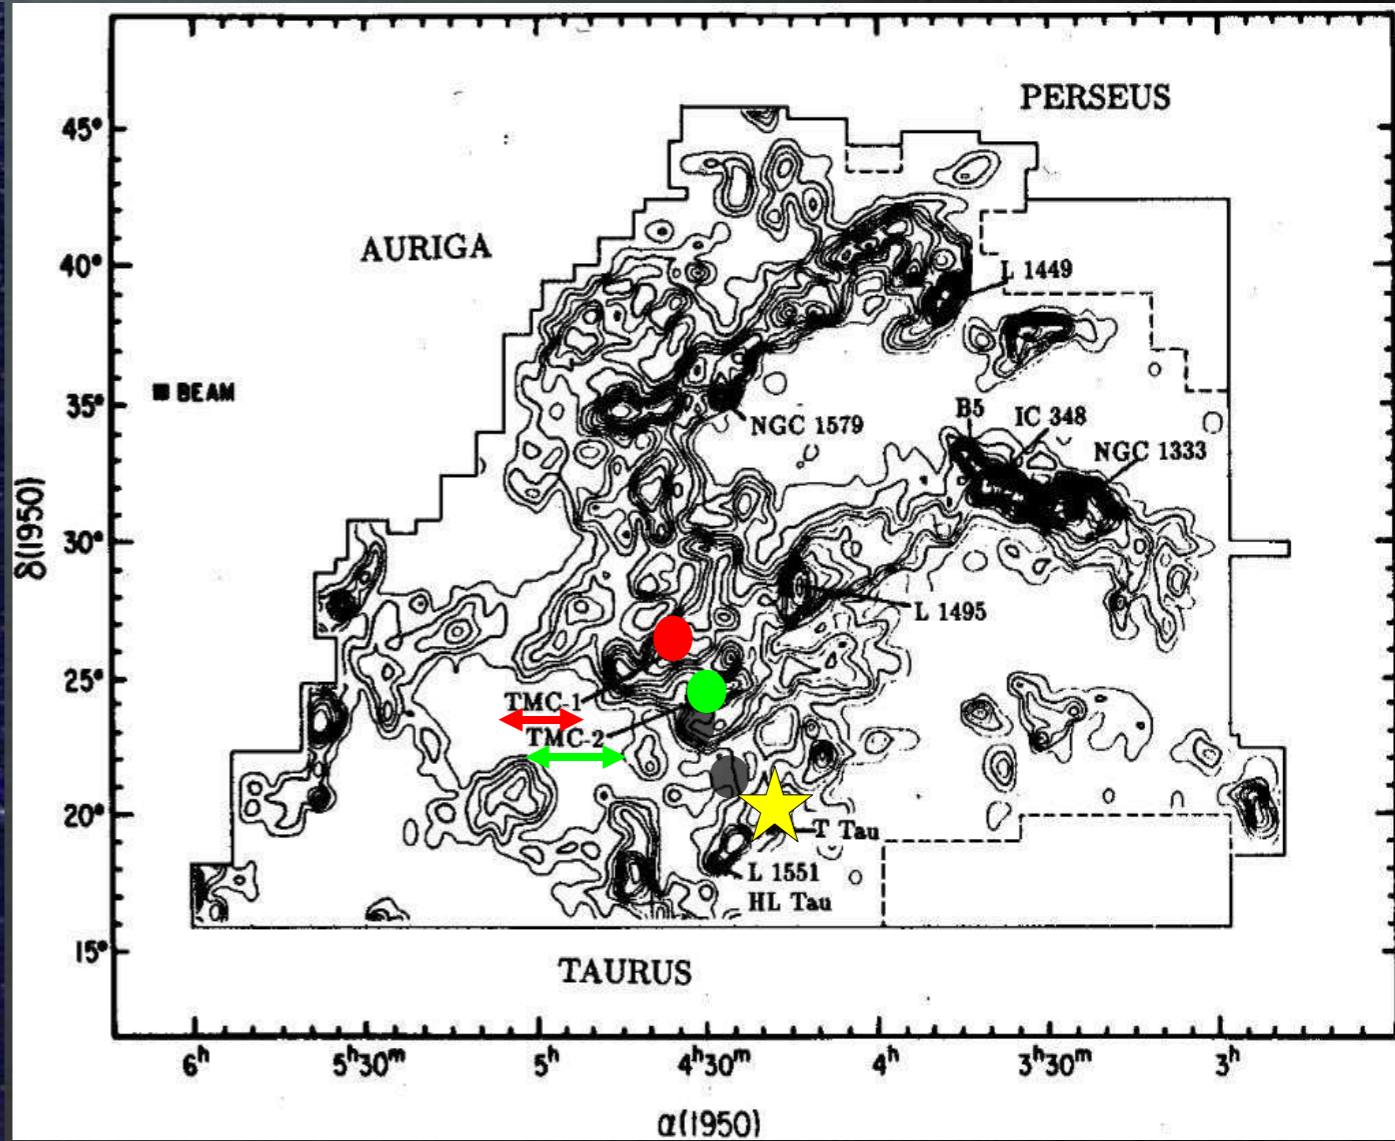 PERSEUS
45°
AURIGA
40°
L 1449
BEAM
35°
NGC 1579
B5
IC 348
NGC 1333
δ(1950)
30°
L 1495
25°
TMC-1
TMC-2
20°
T Tau
L 1551
HL Tau
15°
TAURUS
6ʰ
5ʰ30ᵐ
5ʰ
4ʰ30ᵐ
4ʰ
3ʰ30ᵐ
3ʰ
α(1950)